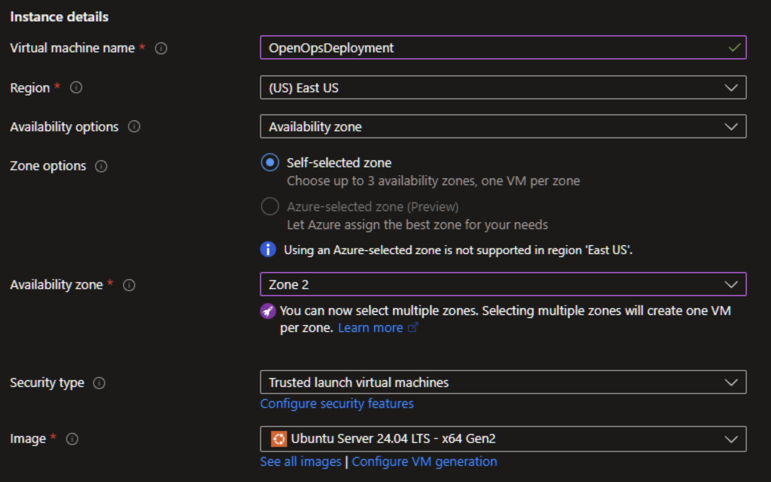 Instance details
Virtual machine name * OpenOpsDeployment
Region * (US) East US
Availability options Availability zone
Zone options Self-selected zone
Choose up to 3 availability zones, one VM per zone
Azure-selected zone (Preview)
Let Azure assign the best zone for your needs
Using an Azure-selected zone is not supported in region 'East US'.
Availability zone * Zone 2
You can now select multiple zones. Selecting multiple zones will create one VM
per zone. Learn more
Security type Trusted launch virtual machines
Configure security features
Image * Ubuntu Server 24.04 LTS - x64 Gen2
See all images | Configure VM generation